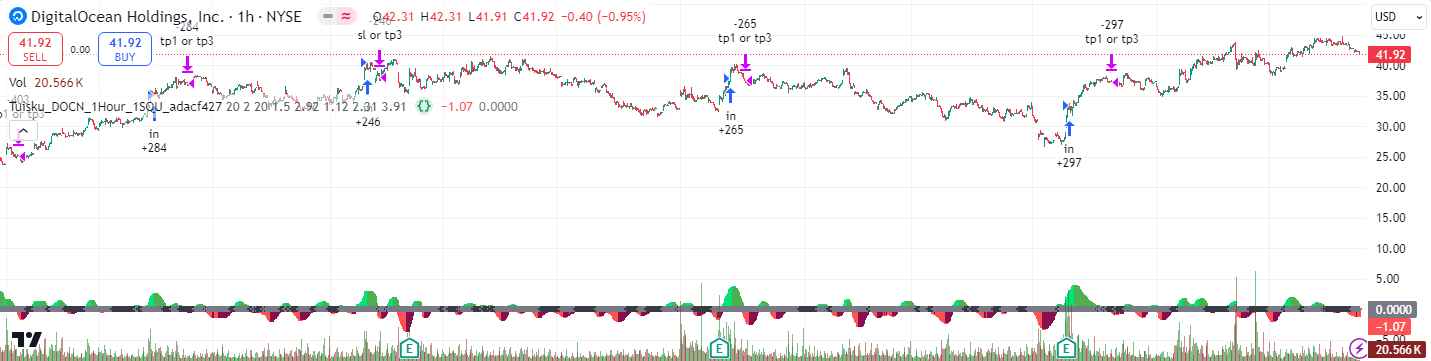 DigitalOcean Holdings, Inc. · 1h · NYSE O42.31 H42.31 L41.91 C41.92 −0.40 (−0.95%)
USD
41.92
SELL
0.00
41.92
BUY
Vol 20.566 K
Tuisku_DOCN_1Hour_1SQU_adacf427 20 2 20 1.5 2.92 1.12 2.31 3.91 −1.07 0.0000
-284
tp1 or tp3
in
+284
sl or tp3
+246
-265
tp1 or tp3
in
+265
-297
tp1 or tp3
in
+297
45.00
41.92
40.00
35.00
30.00
25.00
20.00
15.00
10.00
5.00
0.0000
−1.07
−5.00
20.566 K
E
E
E